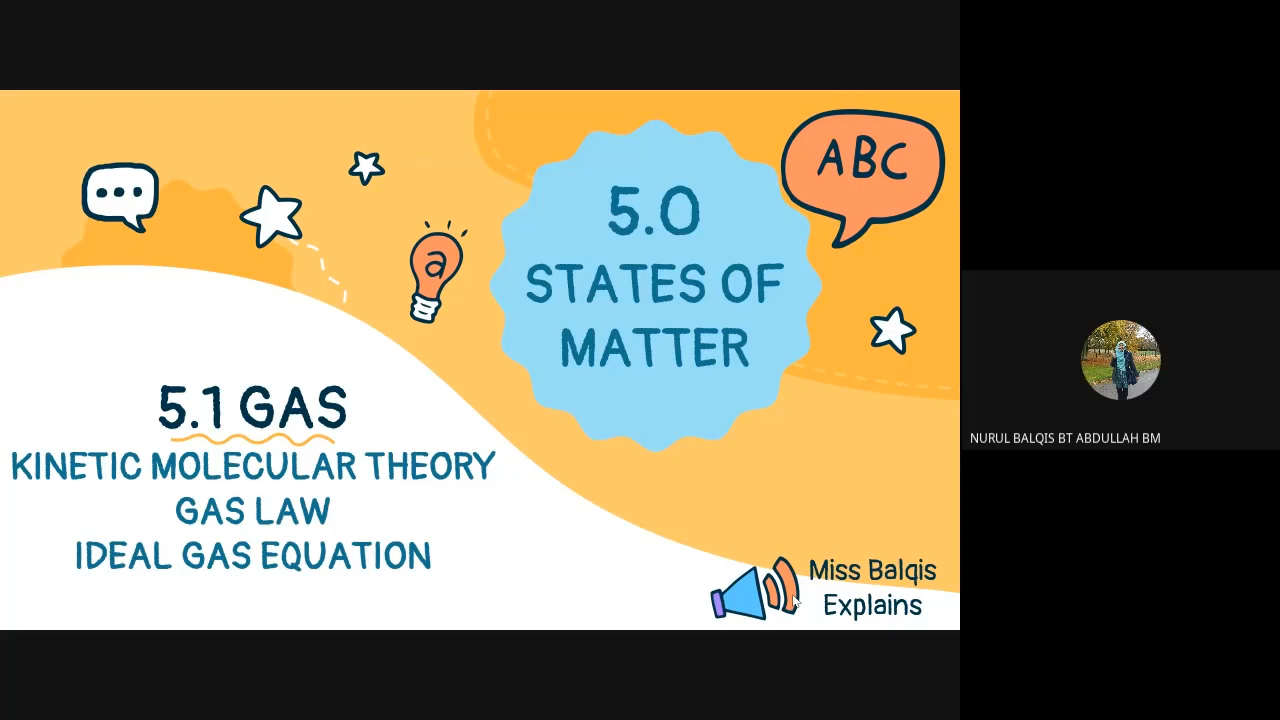 5.0
STATES OF
MATTER
ABC
a
5.1 GAS
KINETIC MOLECULAR THEORY
GAS LAW
IDEAL GAS EQUATION
Miss Balqis
Explains
NURUL BALQIS BT ABDULLAH BM